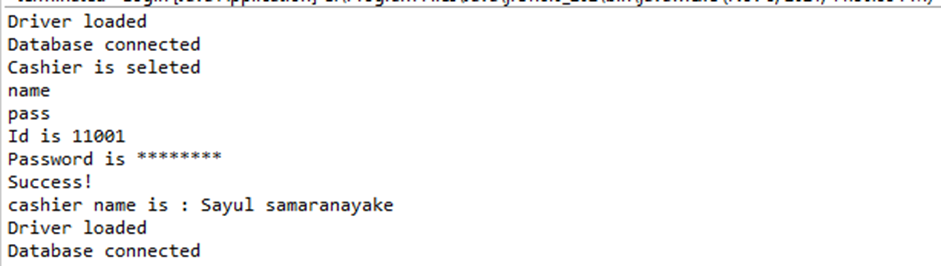 Driver loaded
Database connected
Cashier is seleted
name
pass
Id is 11001
Password is ********
Success!
cashier name is : Sayul samaranayake
Driver loaded
Database connected